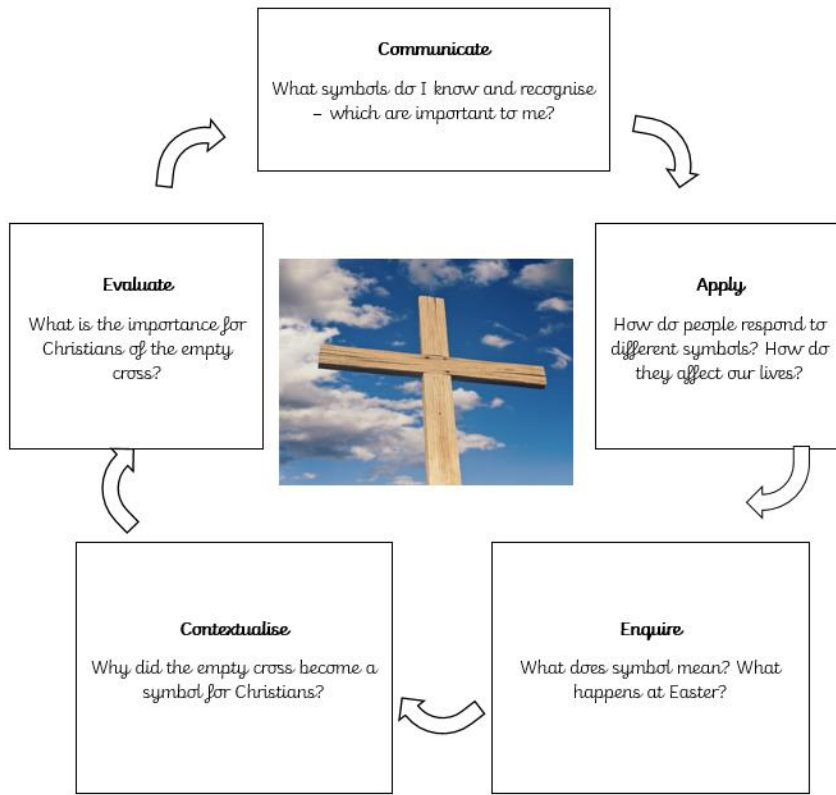 Communicate
What symbols do I know and recognise
– which are important to me?
Evaluate
What is the importance for
Christians of the empty
cross?
Apply
How do people respond to
different symbols? How do
they affect our lives?
Contextualise
Why did the empty cross become a
symbol for Christians?
Enquire
What does symbol mean? What
happens at Easter?